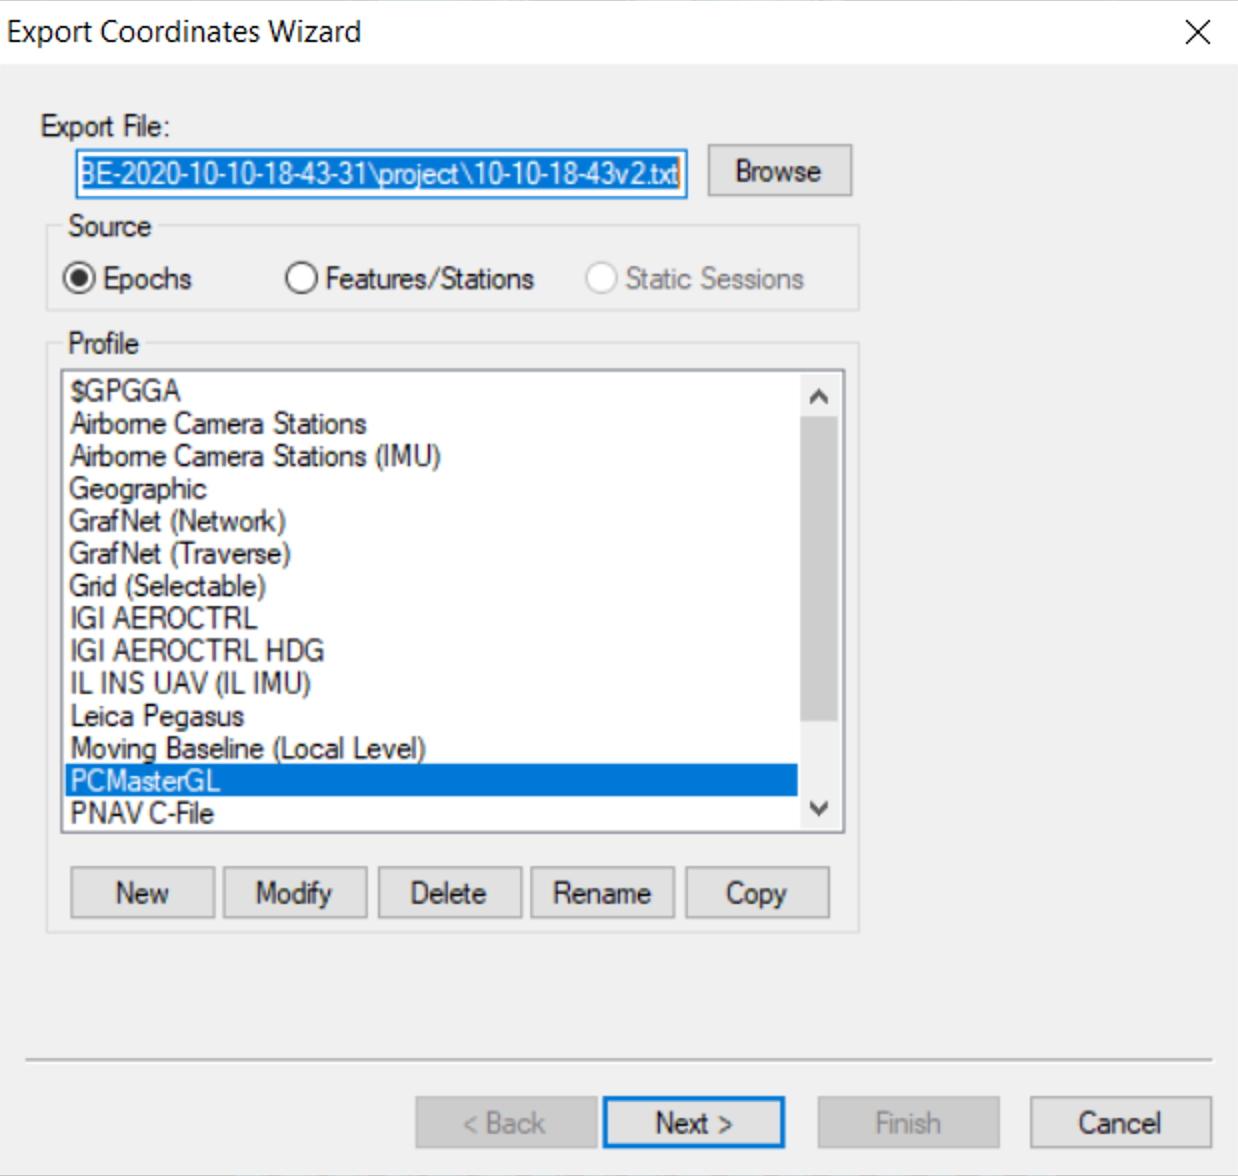 Export Coordinates Wizard
Export File:
BE-2020-10-10-18-43-31\project\10-10-18-43v2.txt
Browse
Source
Epochs
Features/Stations
Static Sessions
Profile
$GPGGA
Airborne Camera Stations
Airborne Camera Stations (IMU)
Geographic
GrafNet (Network)
GrafNet (Traverse)
Grid (Selectable)
IGI AEROCTRL
IGI AEROCTRL HDG
IL INS UAV (IL IMU)
Leica Pegasus
Moving Baseline (Local Level)
PCMasterGL
PNAV C-File
New
Modify
Delete
Rename
Copy
< Back
Next >
Finish
Cancel